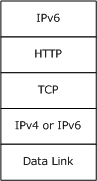 IPv6
HTTP
TCP
IPv4 or IPv6
Data Link